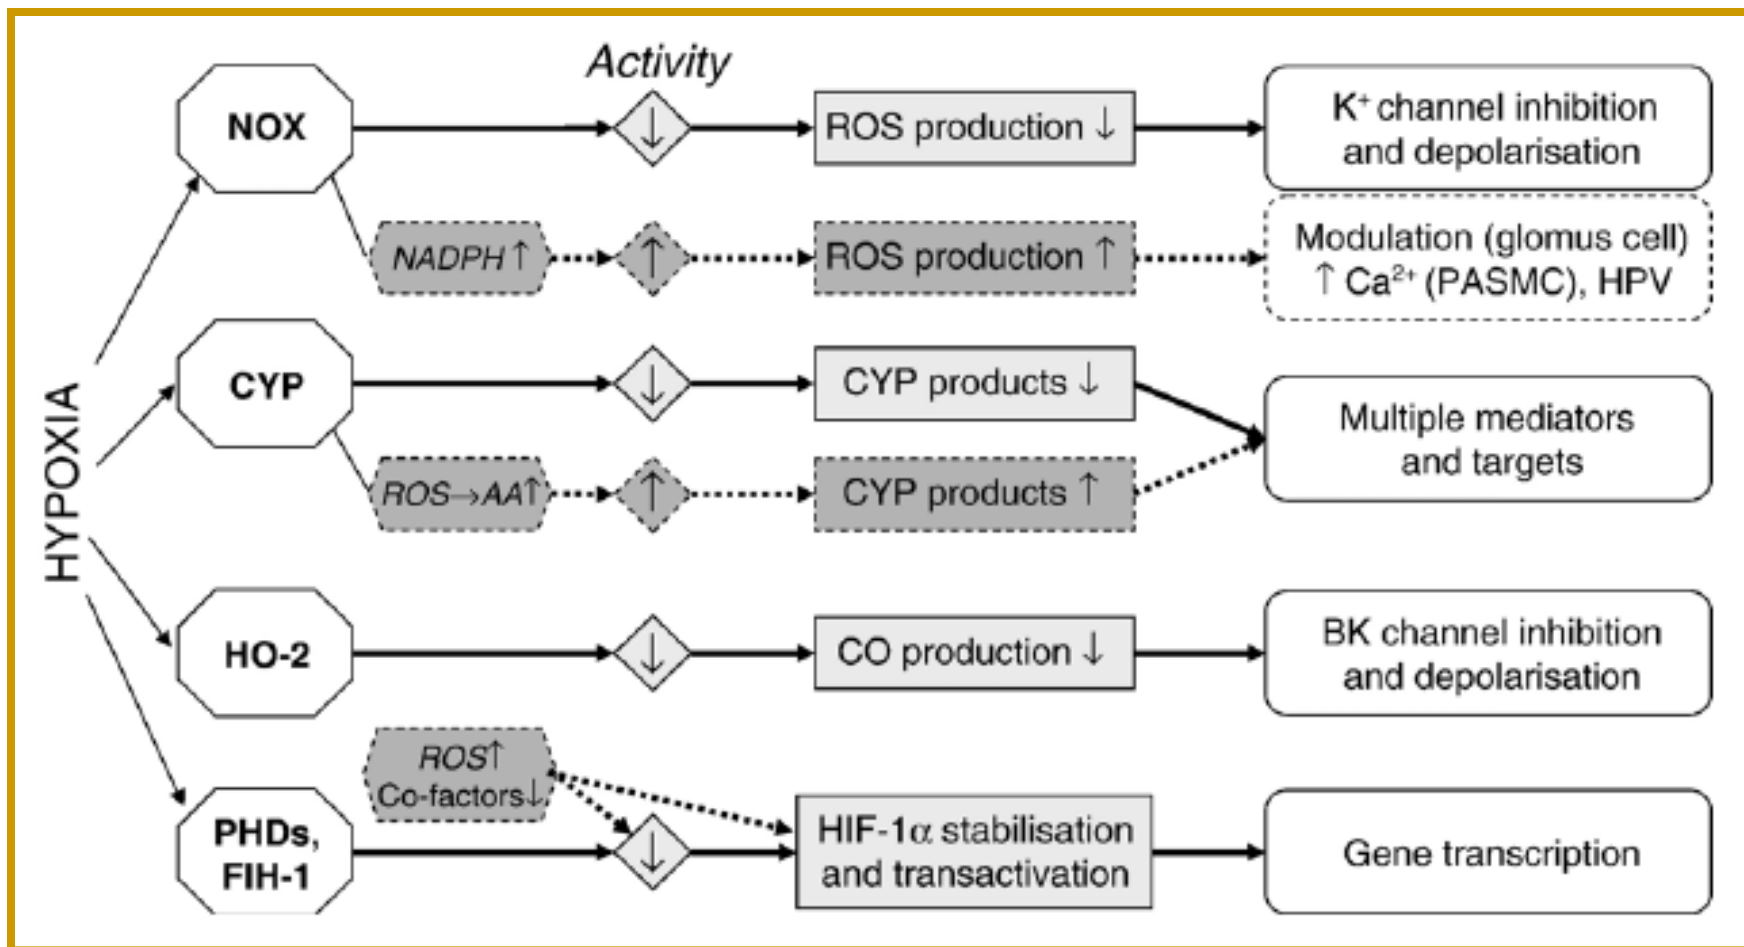 Activity
NOX
↓
ROS production ↓
K⁺ channel inhibition
and depolarisation
NADPH ↑
↑
ROS production ↑
Modulation (glomus cell)
↑ Ca²⁺ (PASMC), HPV
HYPOXIA
CYP
↓
CYP products ↓
Multiple mediators
and targets
ROS→AA↑
↑
CYP products ↑
HO-2
↓
CO production ↓
BK channel inhibition
and depolarisation
ROS↑
Co-factors↓
PHDs,
FIH-1
↓
HIF-1α stabilisation
and transactivation
Gene transcription